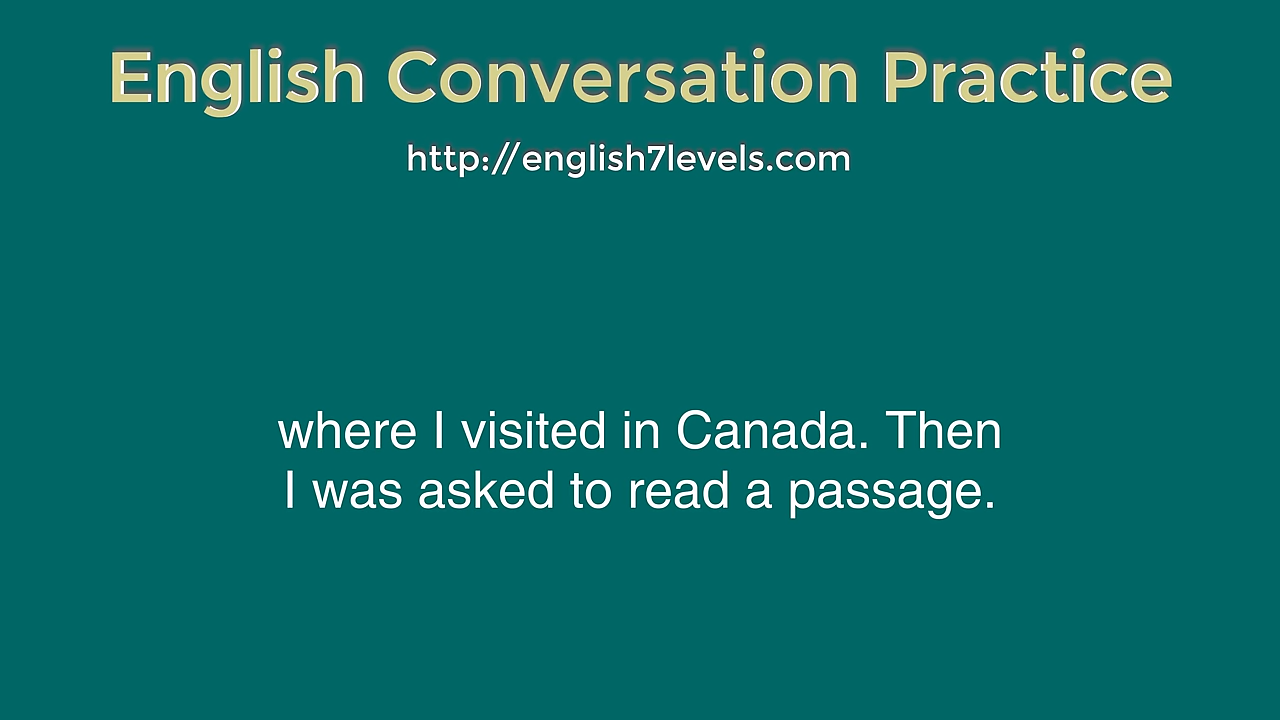 English Conversation Practice
http://english7levels.com
where I visited in Canada. Then
I was asked to read a passage.